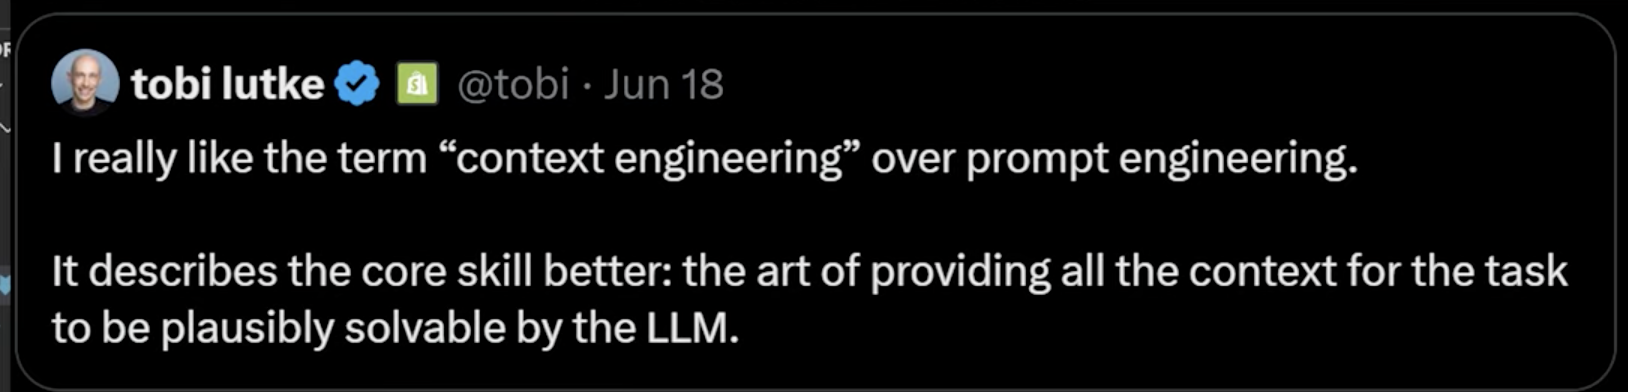 tobi lutke @tobi · Jun 18
I really like the term “context engineering” over prompt engineering.
It describes the core skill better: the art of providing all the context for the task
to be plausibly solvable by the LLM.